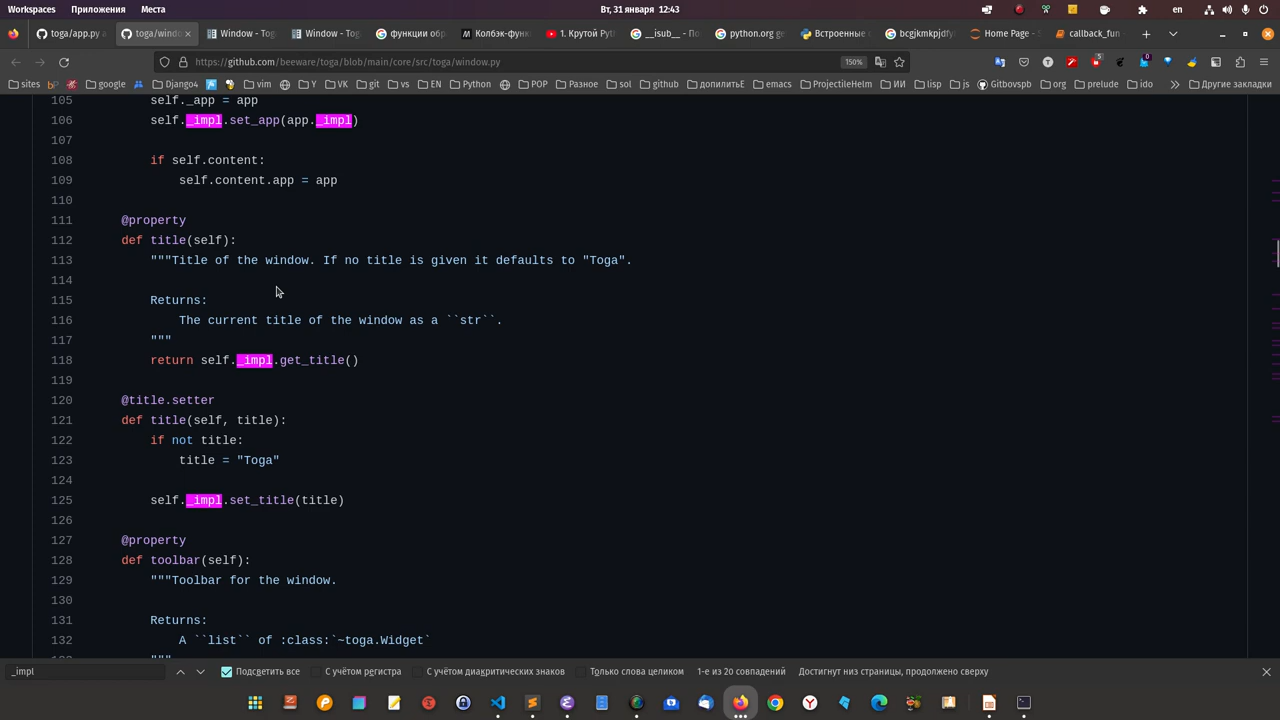 Workspaces Приложения Места Вт, 31 января 12:43 en
toga/app.py a toga/windo Window - Tog Window - Tog функции обр Колбэк-функ 1. Крутой Pyt __isub__ - По python.org ge Встроенные bcgjkmkpjdfy Home Page - S callback_fun
https://github.com/beeware/toga/blob/main/core/src/toga/window.py 150%
sites google Django4 vim Y VK git vs EN Python POP Разное sol github допилитьE emacs ProjectileHelm ИИ lisp js Gitbovspb org prelude ido Другие закладки
105 self._app = app
106 self._impl.set_app(app._impl)
107
108 if self.content:
109 self.content.app = app
110
111 @property
112 def title(self):
113 """Title of the window. If no title is given it defaults to "Toga".
114
115 Returns:
116 The current title of the window as a ``str``.
117 """
118 return self._impl.get_title()
119
120 @title.setter
121 def title(self, title):
122 if not title:
123 title = "Toga"
124
125 self._impl.set_title(title)
126
127 @property
128 def toolbar(self):
129 """Toolbar for the window.
130
131 Returns:
132 A ``list`` of :class:`~toga.Widget`
"""
_impl Подсветить все С учётом регистра С учётом диакритических знаков Только слова целиком 1-е из 20 совпадений Достигнут низ страницы, продолжено сверху